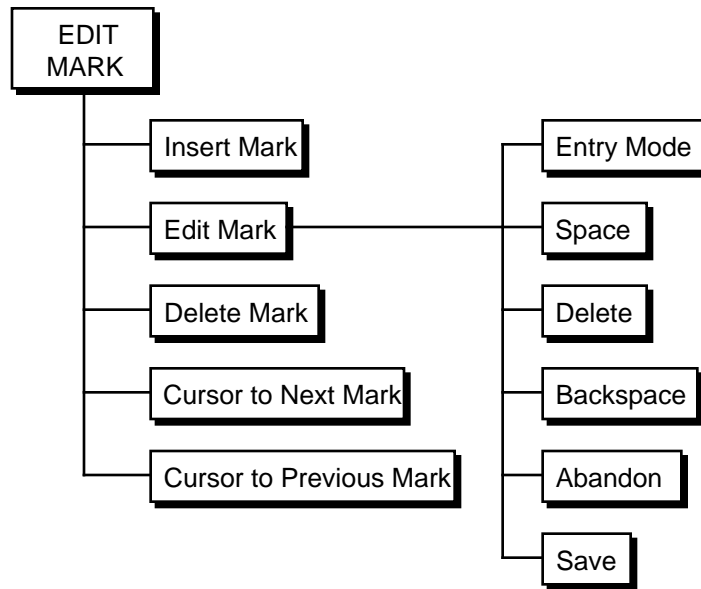 EDIT
MARK
Insert Mark
Edit Mark
Delete Mark
Cursor to Next Mark
Cursor to Previous Mark
Entry Mode
Space
Delete
Backspace
Abandon
Save